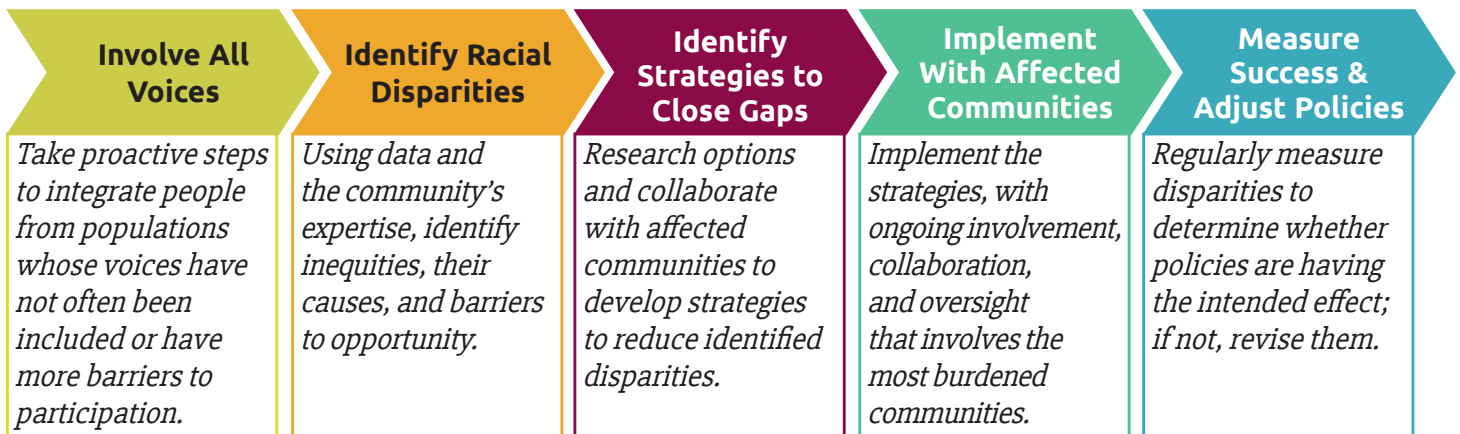 Involve All
Voices
Take proactive steps
to integrate people
from populations
whose voices have
not often been
included or have
more barriers to
participation.
Identify Racial
Disparities
Using data and
the community's
expertise, identify
inequities, their
causes, and barriers
to opportunity.
Identify
Strategies to
Close Gaps
Research options
and collaborate
with affected
communities to
develop strategies
to reduce identified
disparities.
Implement
With Affected
Communities
Implement the
strategies, with
ongoing involvement,
collaboration,
and oversight
that involves the
most burdened
communities.
Measure
Success &
Adjust Policies
Regularly measure
disparities to
determine whether
policies are having
the intended effect;
if not, revise them.